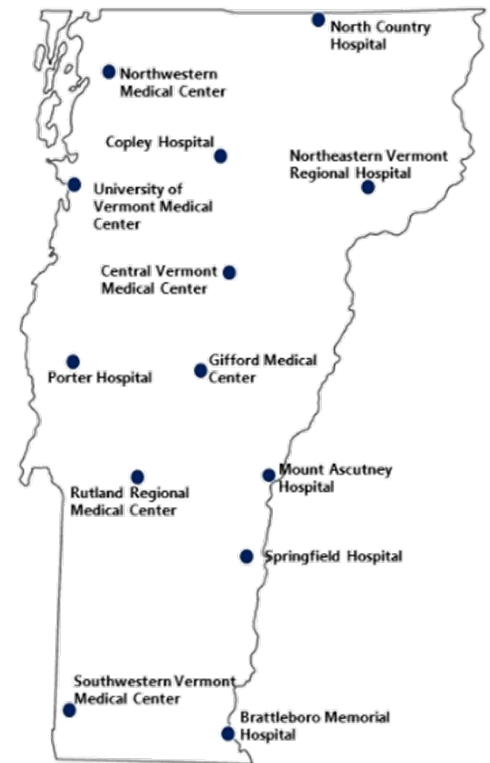 North Country
Hospital
Northwestern
Medical Center
Copley Hospital
Northeastern Vermont
Regional Hospital
University of
Vermont Medical
Center
Central Vermont
Medical Center
Gifford Medical
Center
Porter Hospital
Mount Ascutney
Hospital
Rutland Regional
Medical Center
Springfield Hospital
Southwestern Vermont
Medical Center
Brattleboro Memorial
Hospital